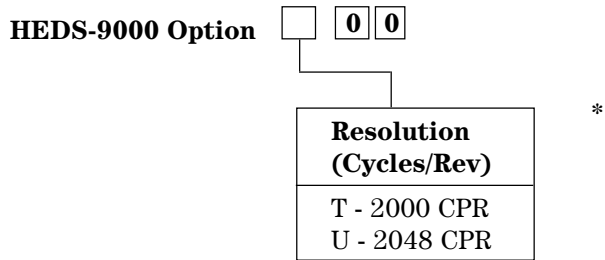 HEDS-9000 Option 0 0
*
Resolution
(Cycles/Rev)
T - 2000 CPR
U - 2048 CPR